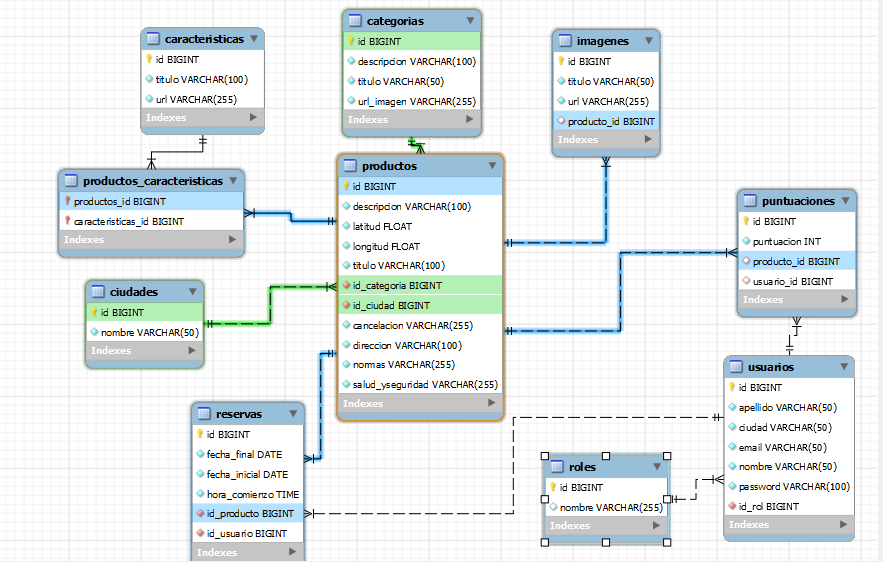 categorias
id BIGINT
descripcion VARCHAR(100)
titulo VARCHAR(50)
url_imagen VARCHAR(255)
Indexes
caracteristicas
id BIGINT
titulo VARCHAR(100)
url VARCHAR(255)
Indexes
imagenes
id BIGINT
titulo VARCHAR(50)
url VARCHAR(255)
producto_id BIGINT
Indexes
productos_caracteristicas
productos_id BIGINT
caracteristicas_id BIGINT
Indexes
productos
id BIGINT
descripcion VARCHAR(100)
latitud FLOAT
longitud FLOAT
titulo VARCHAR(100)
id_categoria BIGINT
id_ciudad BIGINT
cancelacion VARCHAR(255)
direccion VARCHAR(100)
normas VARCHAR(255)
salud_yseguridad VARCHAR(255)
Indexes
puntuaciones
id BIGINT
puntuacion INT
producto_id BIGINT
usuario_id BIGINT
Indexes
ciudades
id BIGINT
nombre VARCHAR(50)
Indexes
reservas
id BIGINT
fecha_final DATE
fecha_inicial DATE
hora_comienzo TIME
id_producto BIGINT
id_usuario BIGINT
Indexes
roles
id BIGINT
nombre VARCHAR(255)
Indexes
usuarios
id BIGINT
apellido VARCHAR(50)
ciudad VARCHAR(50)
email VARCHAR(50)
nombre VARCHAR(50)
password VARCHAR(100)
id_rol BIGINT
Indexes